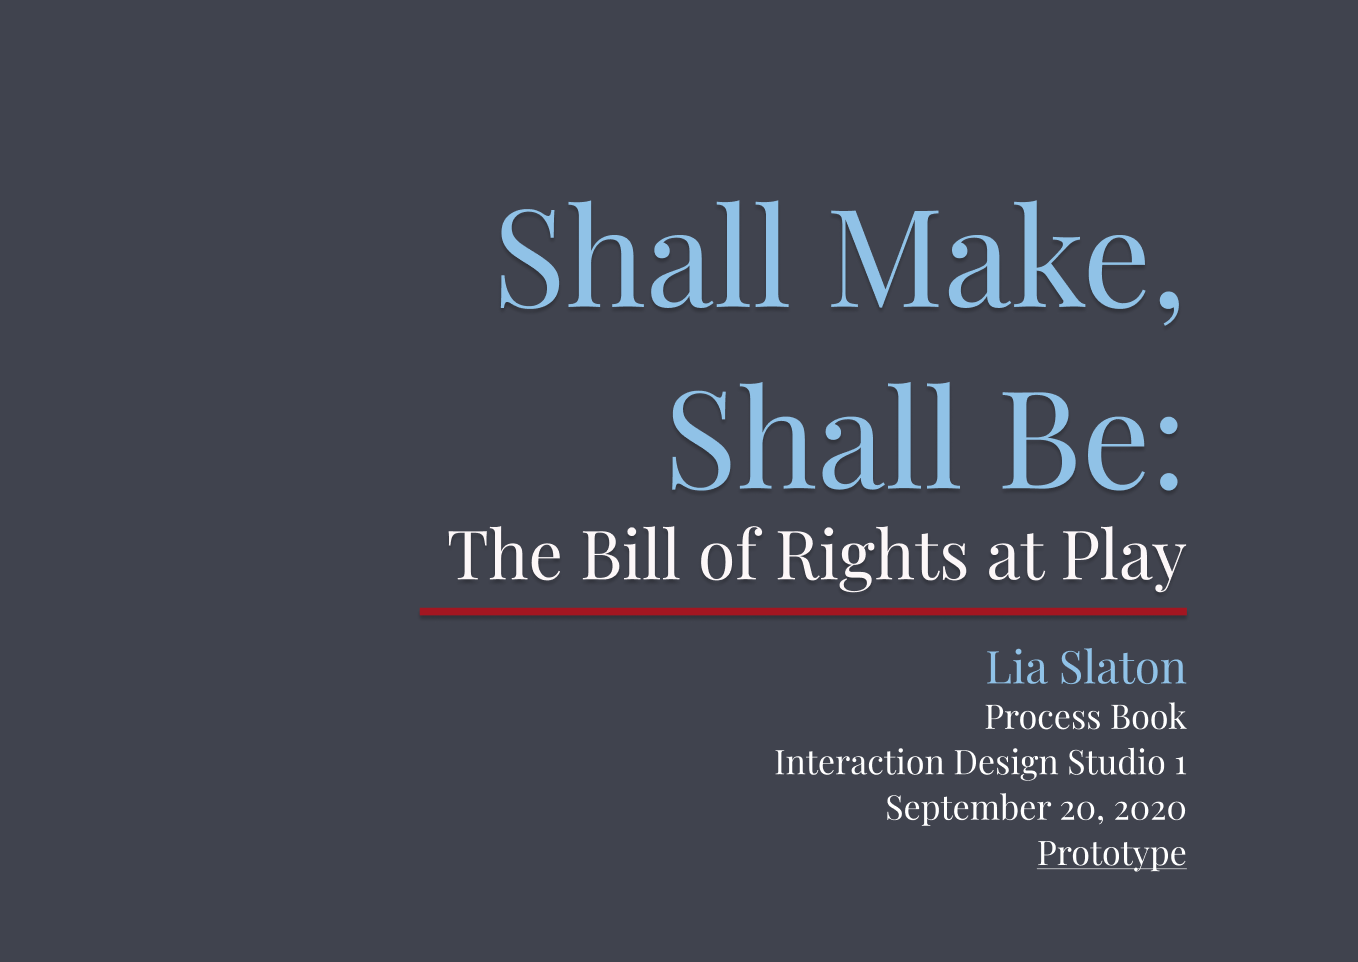 Shall Make,
Shall Be:
The Bill of Rights at Play
Lia Slaton
Process Book
Interaction Design Studio 1
September 20, 2020
Prototype